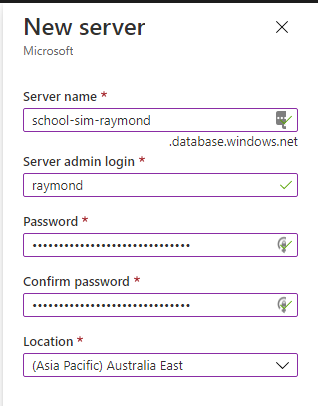 New server
Microsoft
Server name *
school-sim-raymond
.database.windows.net
Server admin login *
raymond
Password *
••••••••••••••••••••••••••••••
Confirm password *
••••••••••••••••••••••••••••••
Location *
(Asia Pacific) Australia East